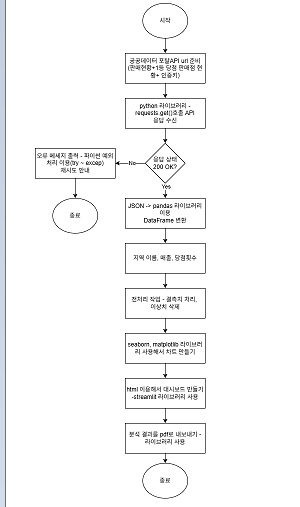 시작
공공데이터 포탈API url 준비
(판매현황+1등 당첨 판매점 현
황+ 인증키)
python 라이브러리 -
requests.get()호출 API
응답 수신
응답 상태
200 OK?
No
오류 메세지 출력 - 파이썬 예외
처리 이용(try ~ excep)
재시도 안내
종료
Yes
JSON -> pandas 라이브러리
이용
DataFrame 변환
지역 이름, 매출, 당첨횟수
전처리 작업 - 결측치 처리,
이상치 삭제
seaborn, matplotlib 라이브러
리 사용해서 차트 만들기
html 이용해서 대시보드 만들기
-streamlit 라이브러리 사용
분석 결과를 pdf로 내보내기 -
라이브러리 사용
종료